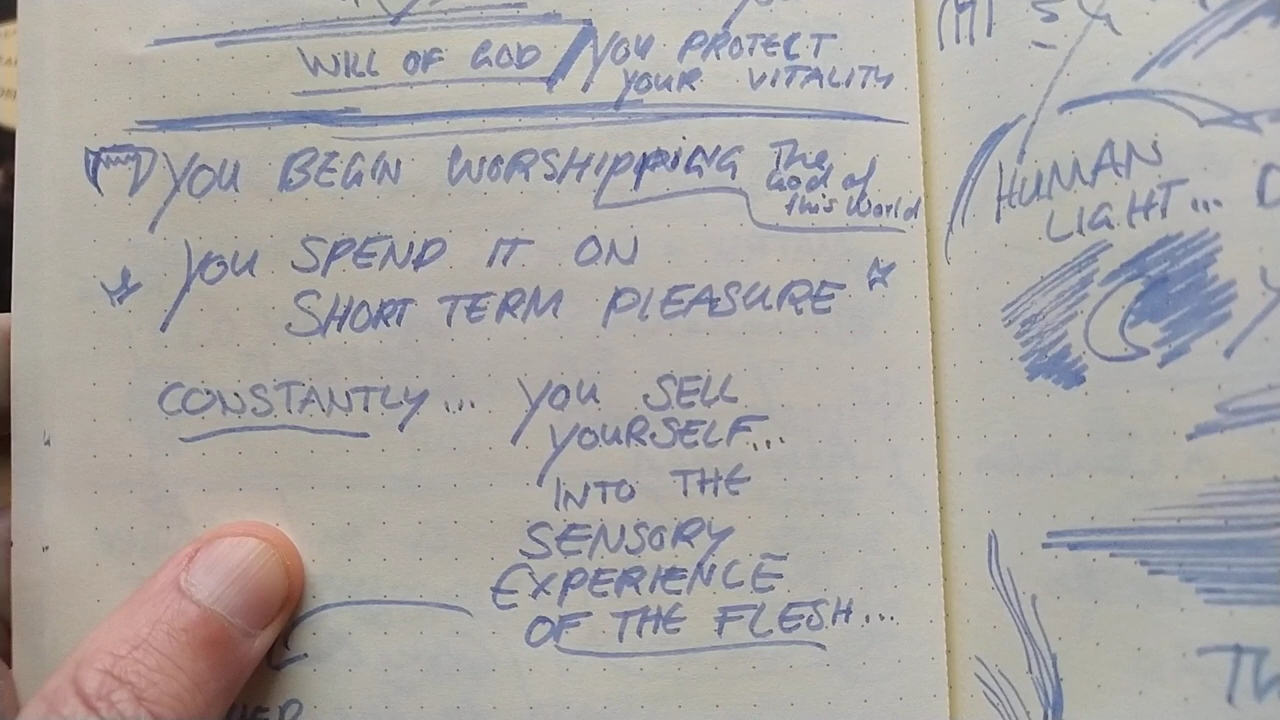 WILL OF GOD / YOU PROTECT
YOUR VITALITY
YOU BEGIN WORSHIPPING The
God of
this World
YOU SPEND IT ON
SHORT TERM PLEASURE
CONSTANTLY... YOU SELL
YOURSELF...
INTO THE
SENSORY
EXPERIENCE
OF THE FLESH...
HUMAN
LIGHT...